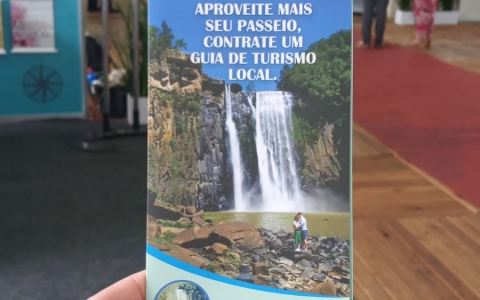 APROVEITE MAIS
SEU PASSEIO,
CONTRATE UM
GUIA DE TURISMO
LOCAL.